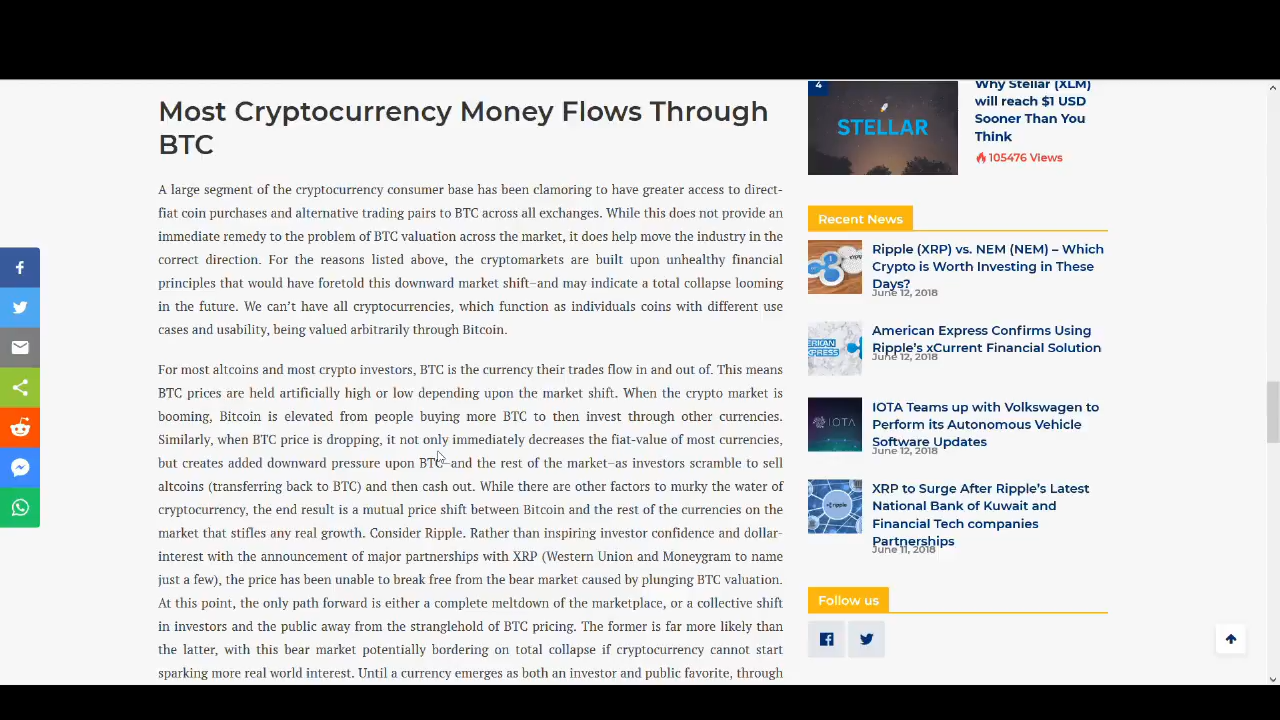 Most Cryptocurrency Money Flows Through
BTC
A large segment of the cryptocurrency consumer base has been clamoring to have greater access to direct-
fiat coin purchases and alternative trading pairs to BTC across all exchanges. While this does not provide an
immediate remedy to the problem of BTC valuation across the market, it does help move the industry in the
correct direction. For the reasons listed above, the cryptomarkets are built upon unhealthy financial
principles that would have foretold this downward market shift–and may indicate a total collapse looming
in the future. We can't have all cryptocurrencies, which function as individuals coins with different use
cases and usability, being valued arbitrarily through Bitcoin.
For most altcoins and most crypto investors, BTC is the currency their trades flow in and out of. This means
BTC prices are held artificially high or low depending upon the market shift. When the crypto market is
booming, Bitcoin is elevated from people buying more BTC to then invest through other currencies.
Similarly, when BTC price is dropping, it not only immediately decreases the fiat-value of most currencies,
but creates added downward pressure upon BTC–and the rest of the market–as investors scramble to sell
altcoins (transferring back to BTC) and then cash out. While there are other factors to murky the water of
cryptocurrency, the end result is a mutual price shift between Bitcoin and the rest of the currencies on the
market that stifles any real growth. Consider Ripple. Rather than inspiring investor confidence and dollar-
interest with the announcement of major partnerships with XRP (Western Union and Moneygram to name
just a few), the price has been unable to break free from the bear market caused by plunging BTC valuation.
At this point, the only path forward is either a complete meltdown of the marketplace, or a collective shift
in investors and the public away from the stranglehold of BTC pricing. The former is far more likely than
the latter, with this bear market potentially bordering on total collapse if cryptocurrency cannot start
sparking more real world interest. Until a currency emerges as both an investor and public favorite, through
4
STELLAR
Why Stellar (XLM)
will reach $1 USD
Sooner Than You
Think
105476 Views
Recent News
Ripple (XRP) vs. NEM (NEM) – Which
Crypto is Worth Investing in These
Days?
June 12, 2018
American Express Confirms Using
Ripple's xCurrent Financial Solution
June 12, 2018
IOTA
IOTA Teams up with Volkswagen to
Perform its Autonomous Vehicle
Software Updates
June 12, 2018
ripple
XRP to Surge After Ripple's Latest
National Bank of Kuwait and
Financial Tech companies
Partnerships
June 11, 2018
Follow us